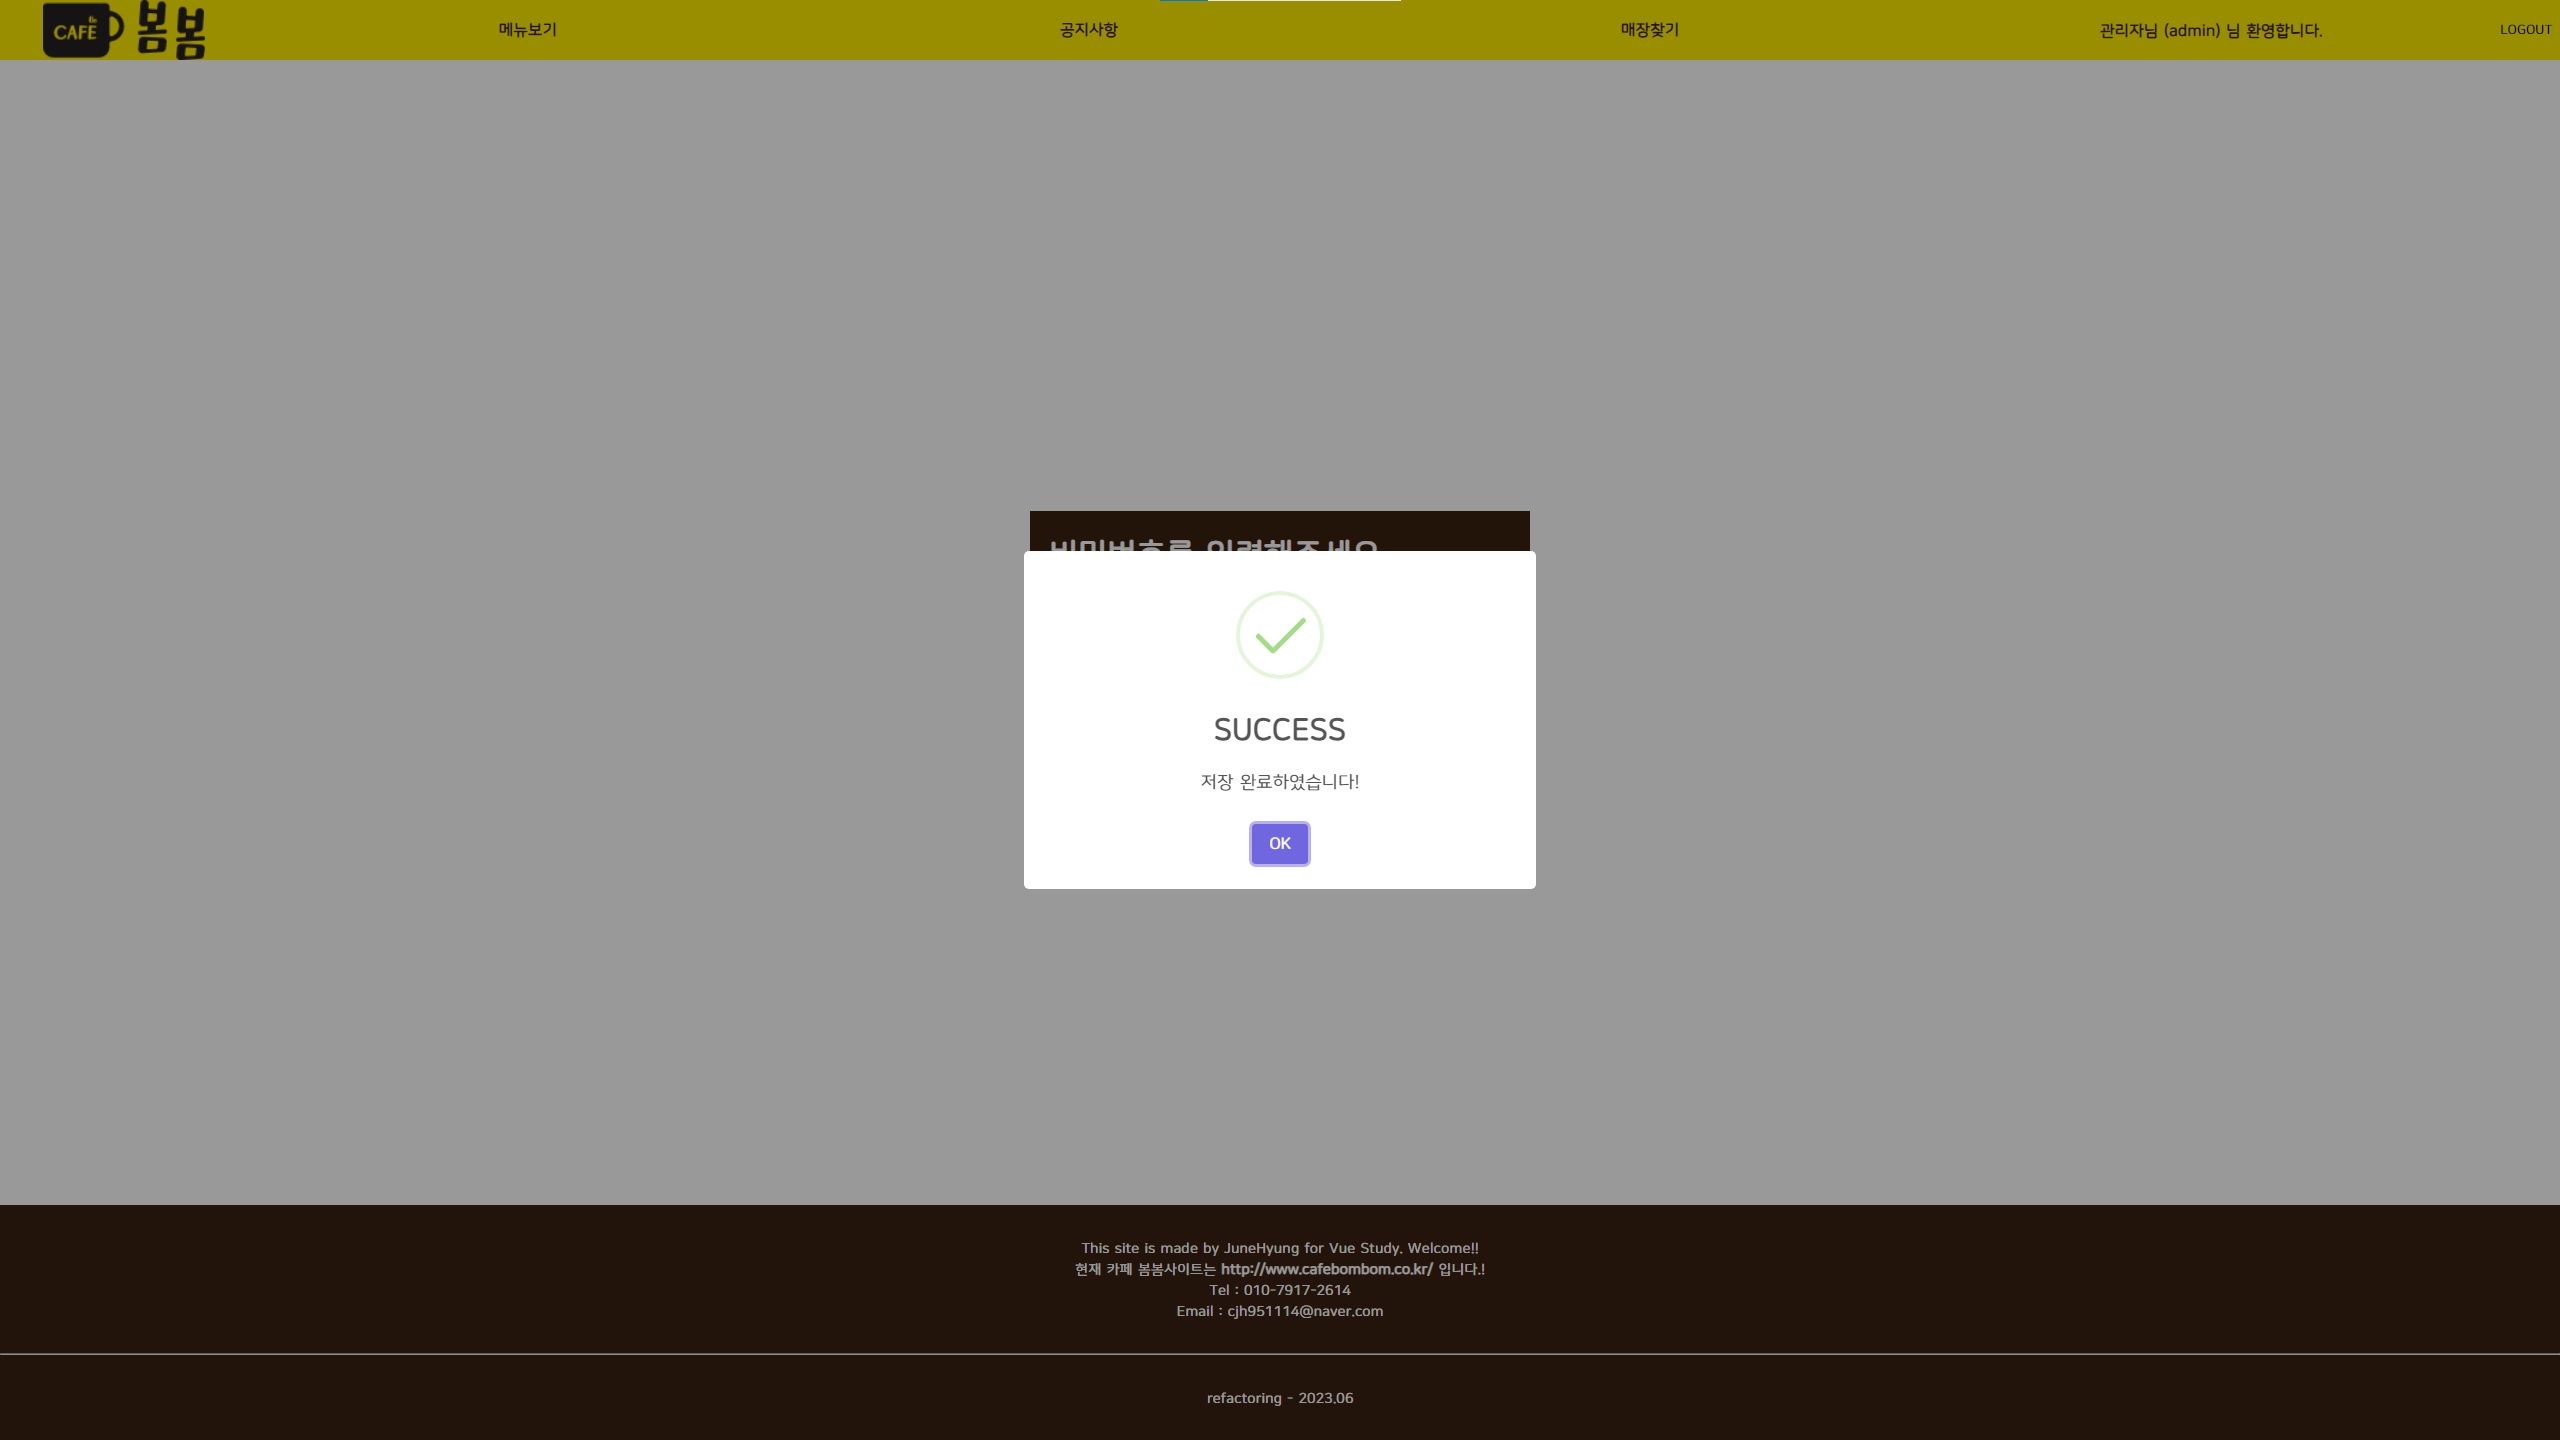 CAFE 봄봄
메뉴보기
공지사항
매장찾기
관리자님 (admin) 님 환영합니다.
LOGOUT
비밀번호를 입력해주세요
SUCCESS
저장 완료하였습니다!
OK
This site is made by JuneHyung for Vue Study. Welcome!!
현재 카페 봄봄사이트는 http://www.cafebombom.co.kr/ 입니다.!
Tel : 010-7917-2614
Email : cjh951114@naver.com
refactoring - 2023.06